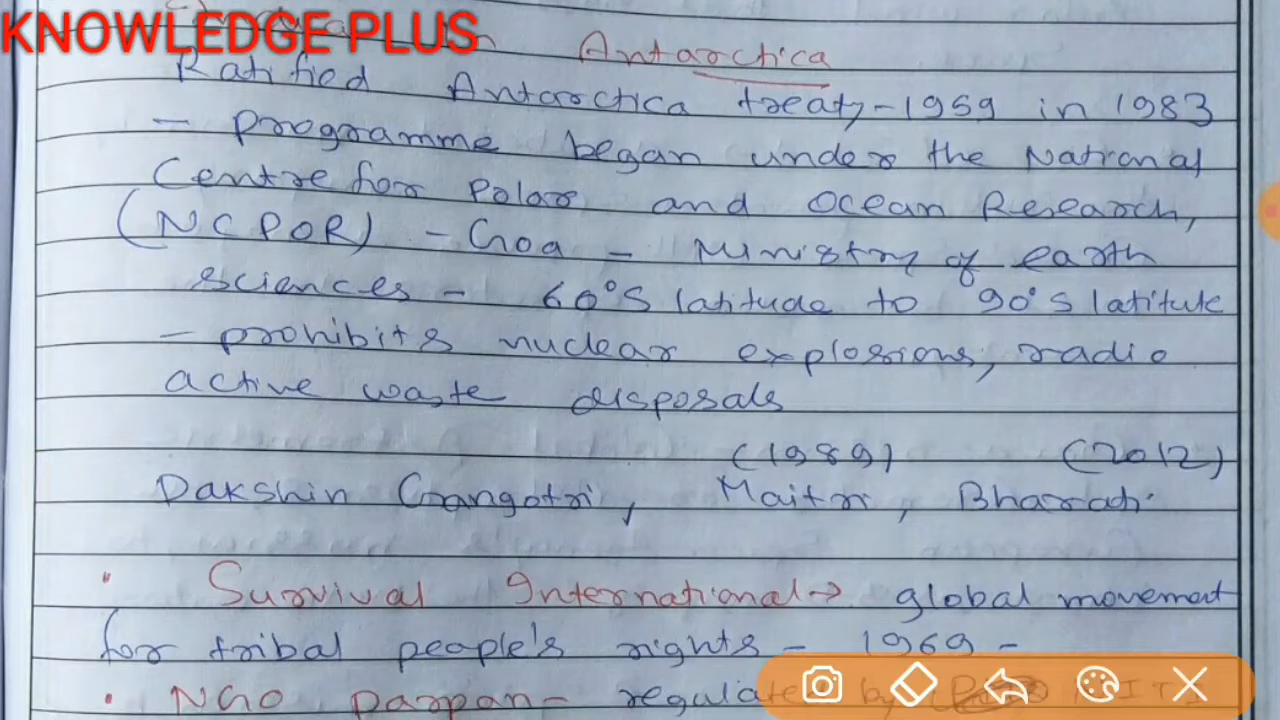 KNOWLEDGE PLUS
Antarctica
Ratified Antarctica treaty-1959 in 1983
- programme began under the National
Centre for Polar and Ocean Research,
(NCPOR) - Goa - Ministry of earth
sciences - 60°S latitude to 90°S latitute
- prohibits nuclear explosions, radio
active waste disposals
(1989) (2012)
Dakshin Gangotri, Maitri, Bharati
• Survival International → global movement
for tribal people's rights - 1969 -
• NGO Darpan - regulated by